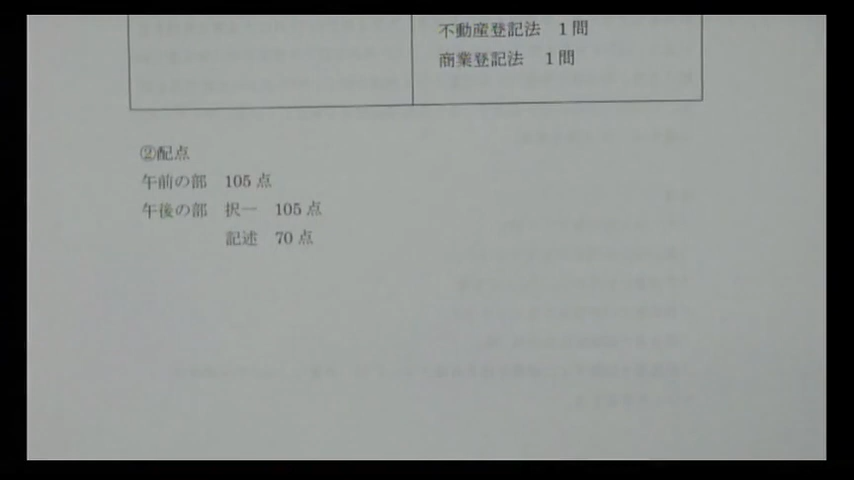 不動産登記法　1問
商業登記法　1問
②配点
午前の部　105点
午後の部　択一　105点
記述　70点